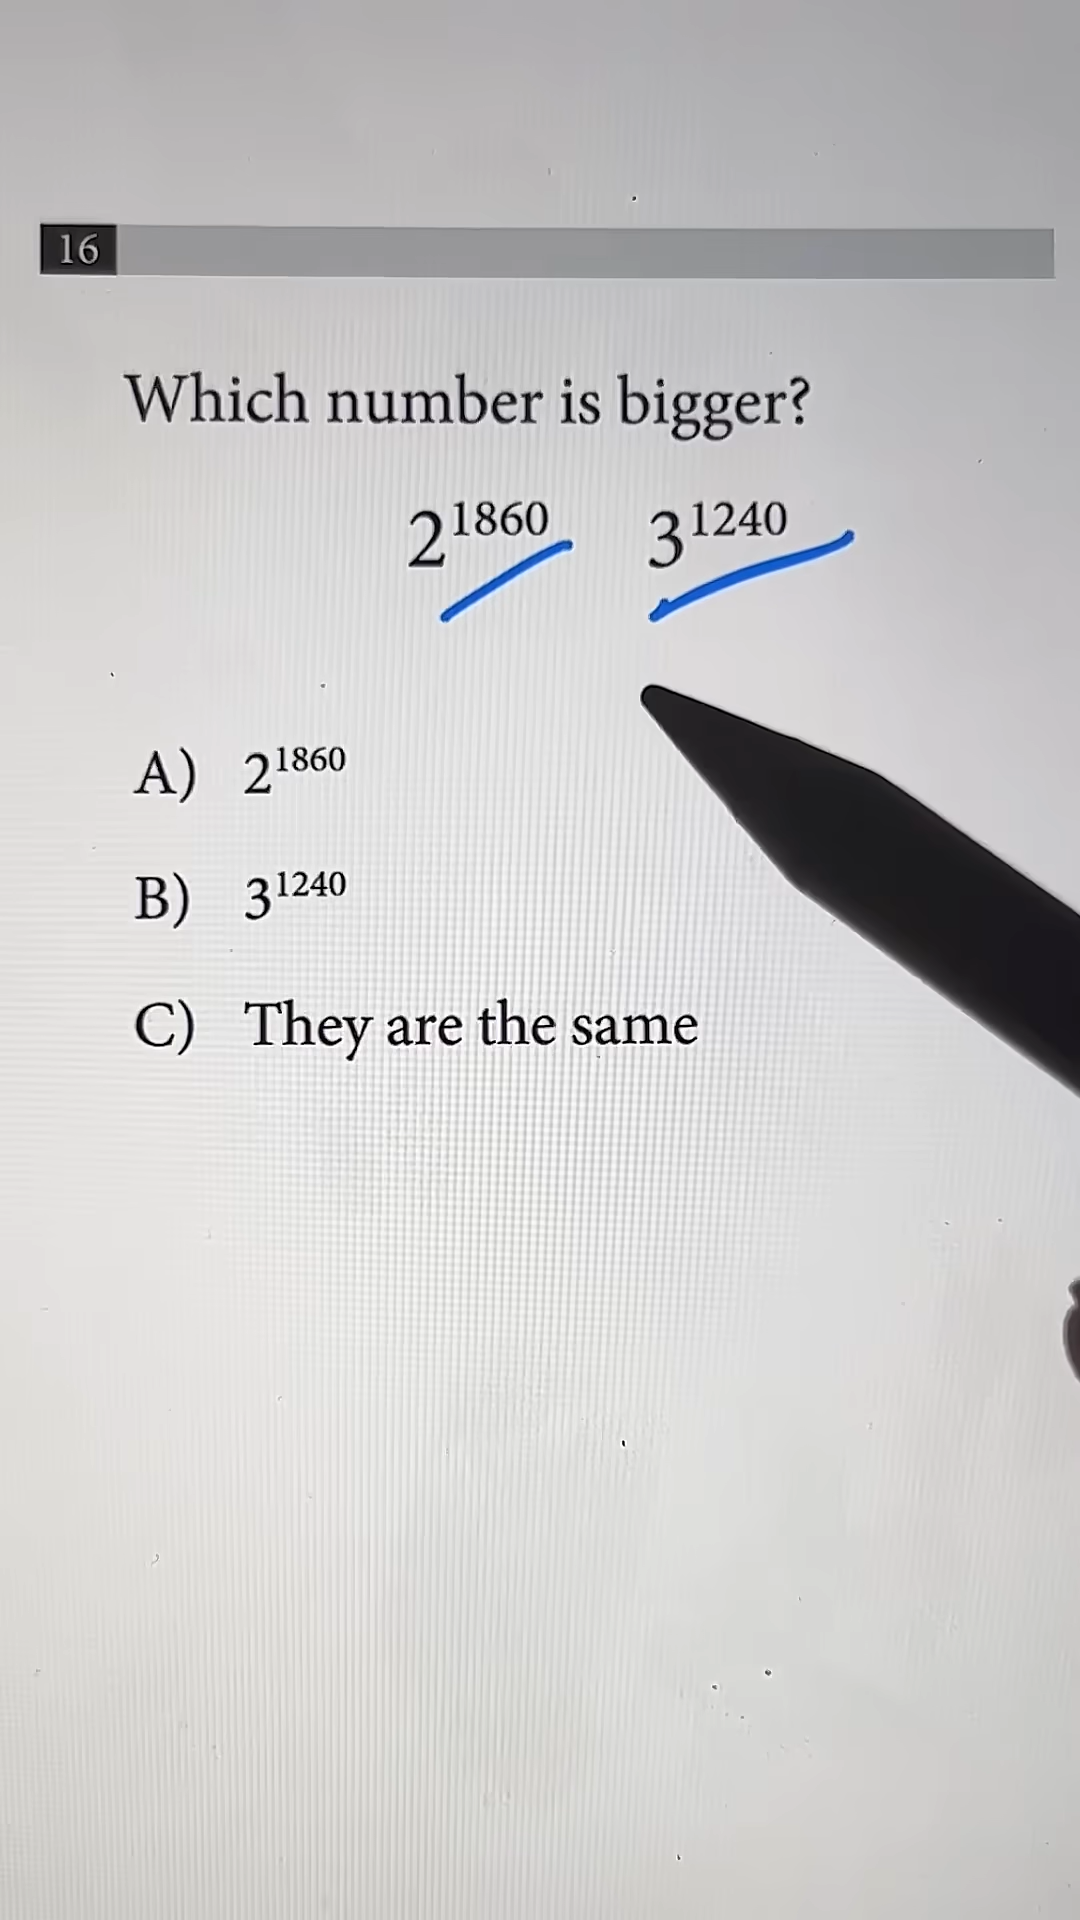 16
Which number is bigger?
2^1860 3^1240
A) 2^1860
B) 3^1240
C) They are the same